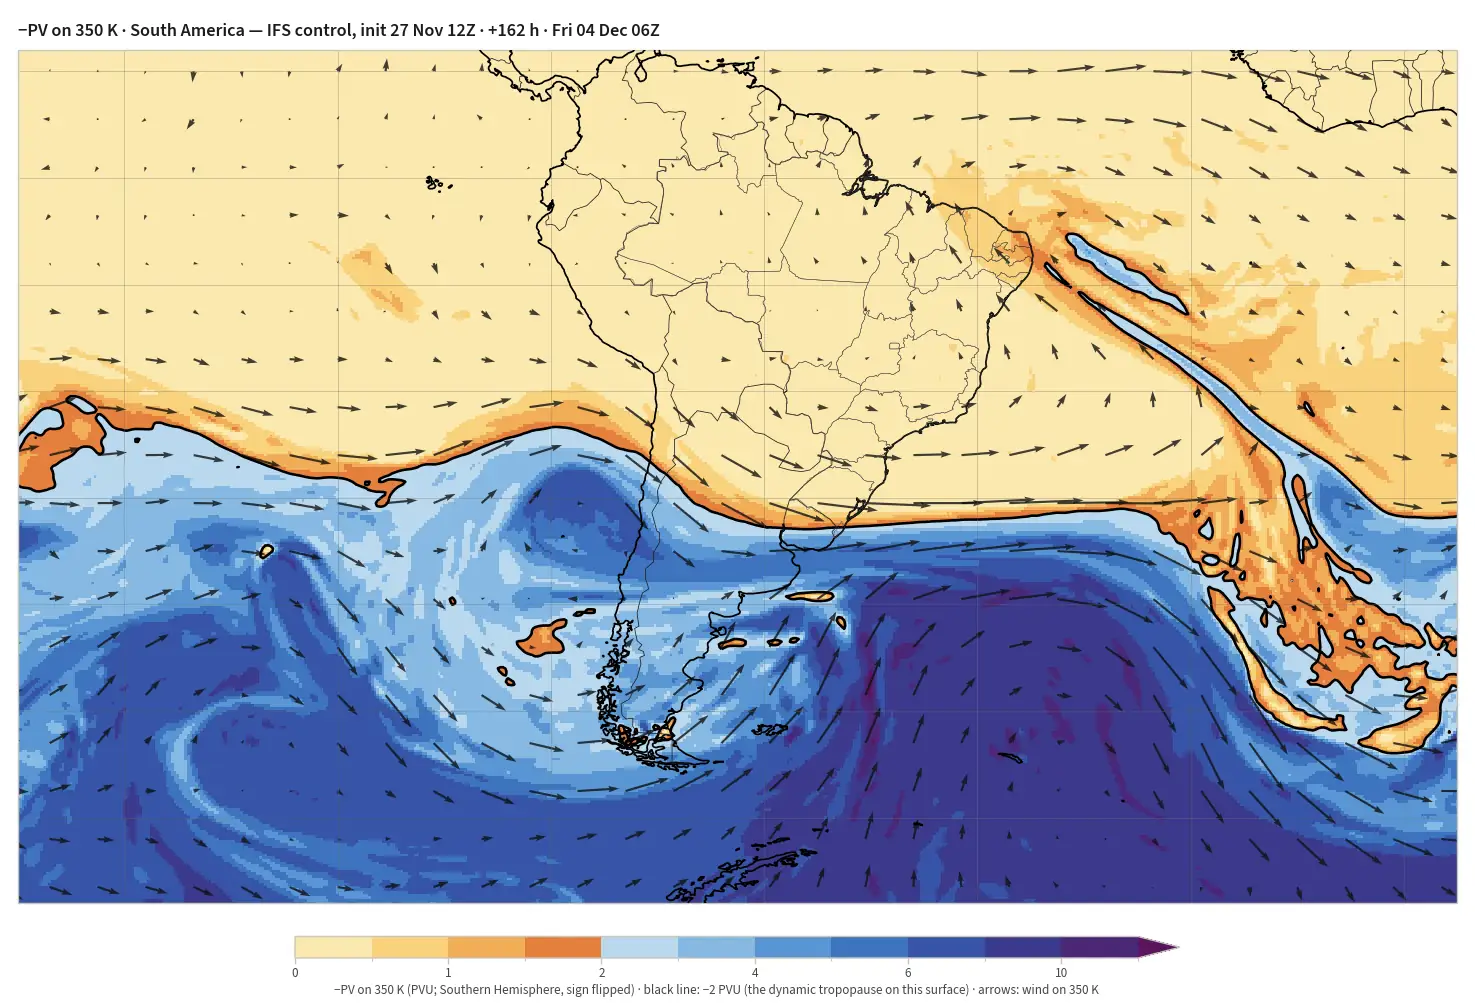 −PV on 350 K · South America — IFS control, init 27 Nov 12Z · +162 h · Fri 04 Dec 06Z
0 1 2 4 6 10
−PV on 350 K (PVU; Southern Hemisphere, sign flipped) · black line: −2 PVU (the dynamic tropopause on this surface) · arrows: wind on 350 K